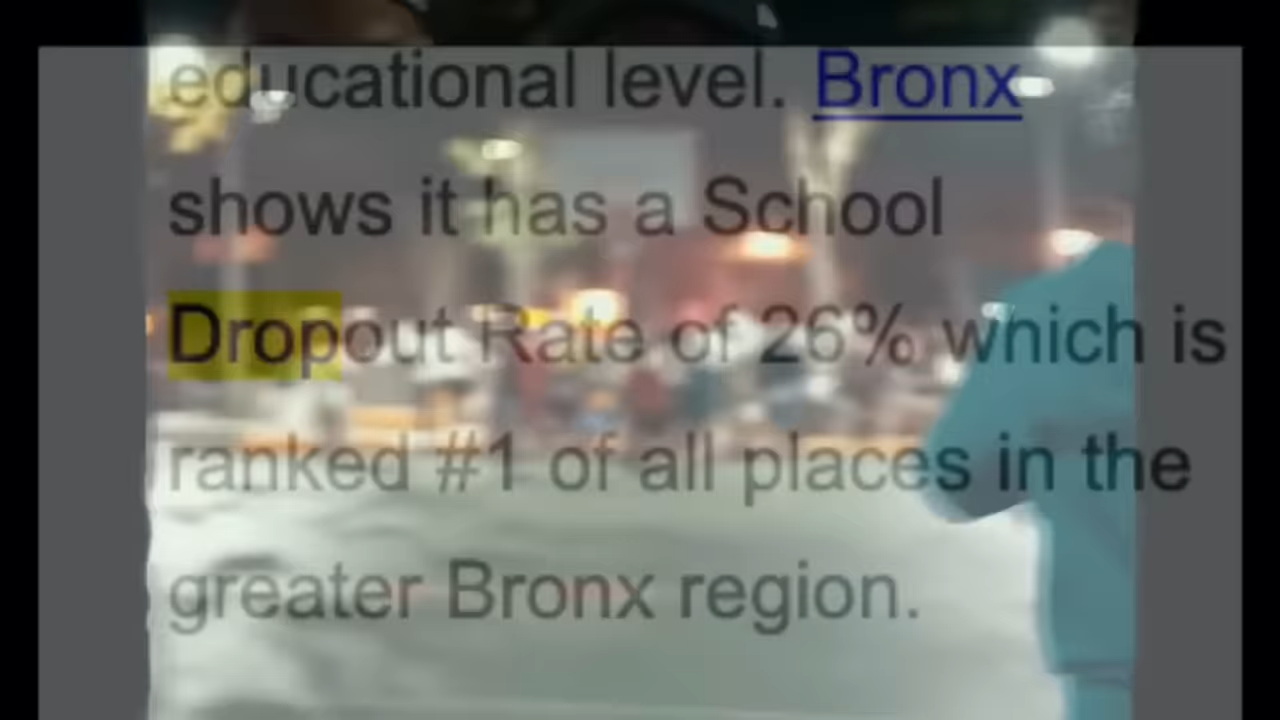 educational level. Bronx
shows it has a School
Dropout Rate of 26% which is
ranked #1 of all places in the
greater Bronx region.